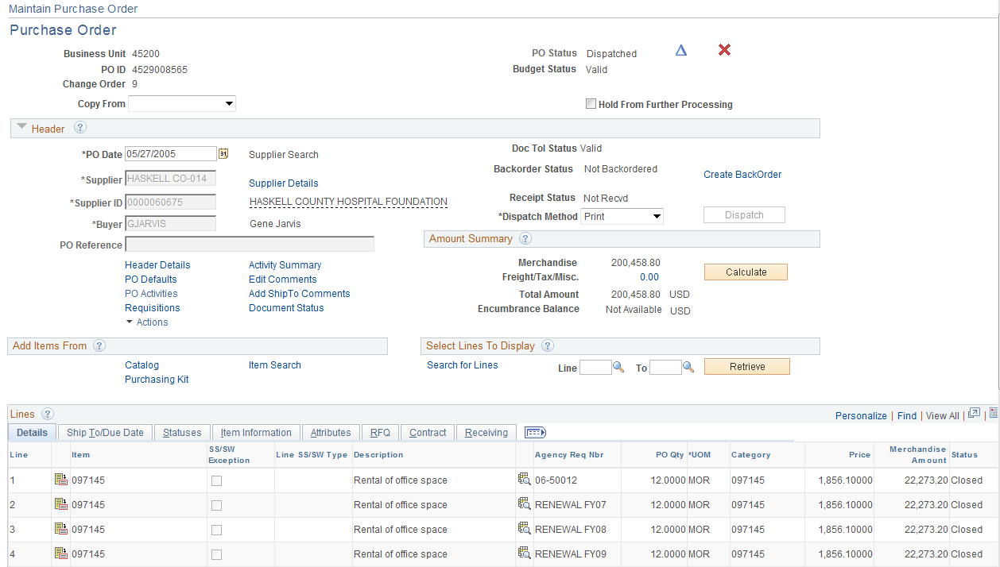 Maintain Purchase Order
Purchase Order
Business Unit 45200
PO ID 4529008565
Change Order 9
Copy From
PO Status Dispatched
Budget Status Valid
Hold From Further Processing
Header ?
*PO Date 05/27/2005 31
Supplier Search
*Supplier HASKELL CO-014
Supplier Details
*Supplier ID 0000060675
HASKELL COUNTY HOSPITAL FOUNDATION
*Buyer GJARVIS
Gene Jarvis
PO Reference
Doc Tol Status Valid
Backorder Status Not Backordered
Create BackOrder
Receipt Status Not Recvd
*Dispatch Method Print
Dispatch
Header Details
Activity Summary
PO Defaults
Edit Comments
PO Activities
Add ShipTo Comments
Requisitions
Document Status
Actions
Amount Summary ?
Merchandise 200,458.80
Freight/Tax/Misc. 0.00
Calculate
Total Amount 200,458.80 USD
Encumbrance Balance Not Available USD
Add Items From ?
Catalog
Item Search
Purchasing Kit
Select Lines To Display ?
Search for Lines
Line To
Retrieve
Lines ?
Personalize | Find | View All | |
Details Ship To/Due Date Statuses Item Information Attributes RFQ Contract Receiving
Line Item SS/SW Exception Line SS/SW Type Description Agency Req Nbr PO Qty *UOM Category Price Merchandise Amount Status
1 097145 Rental of office space 06-50012 12.0000 MOR 097145 1,856.10000 22,273.20 Closed
2 097145 Rental of office space RENEWAL FY07 12.0000 MOR 097145 1,856.10000 22,273.20 Closed
3 097145 Rental of office space RENEWAL FY08 12.0000 MOR 097145 1,856.10000 22,273.20 Closed
4 097145 Rental of office space RENEWAL FY09 12.0000 MOR 097145 1,856.10000 22,273.20 Closed